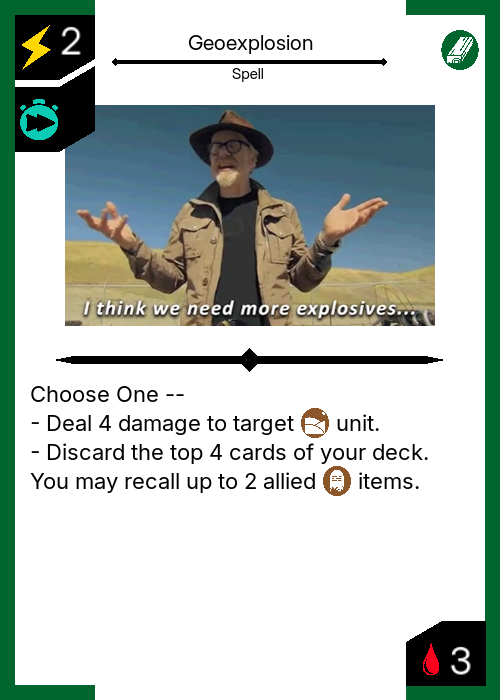 2
Geoexplosion
Spell
I think we need more explosives...
Choose One --
- Deal 4 damage to target unit.
- Discard the top 4 cards of your deck.
You may recall up to 2 allied items.
3